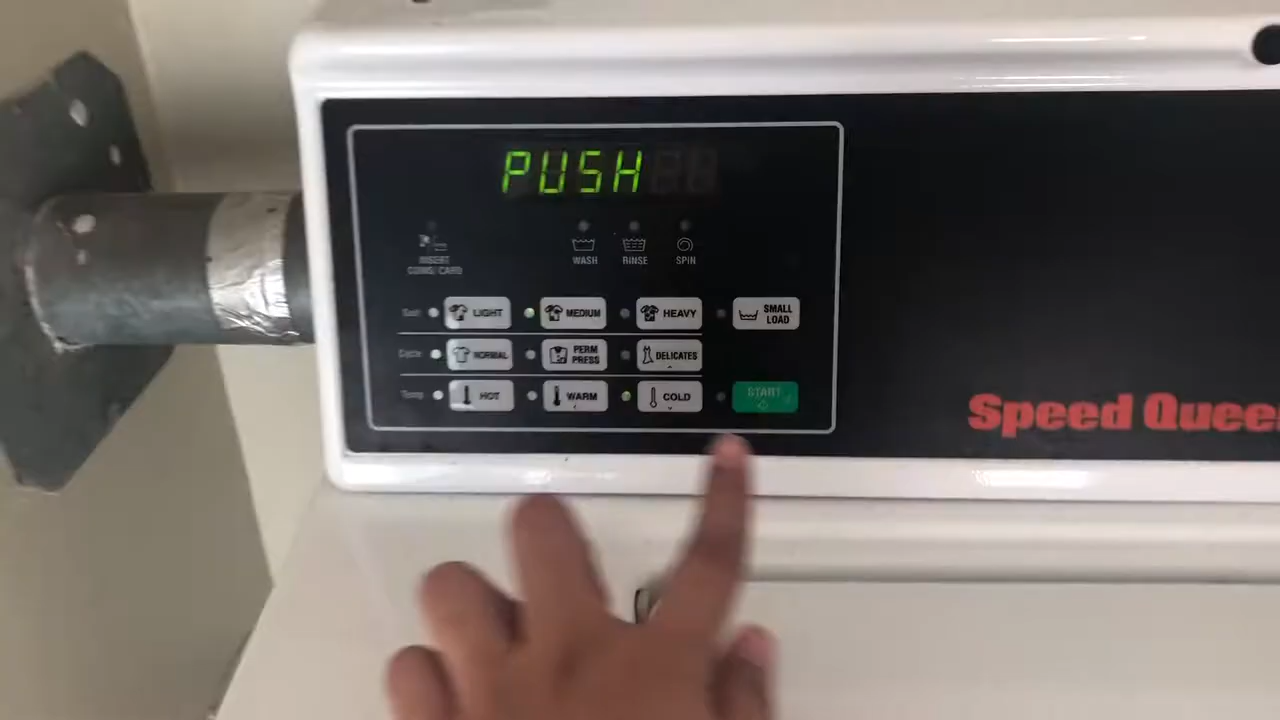 PUSH
INSERT
COINS/CARD
WASH
RINSE
SPIN
Soil
LIGHT
MEDIUM
HEAVY
SMALL
LOAD
Cycle
NORMAL
PERM
PRESS
DELICATES
Temp
HOT
WARM
COLD
START
Speed Quee